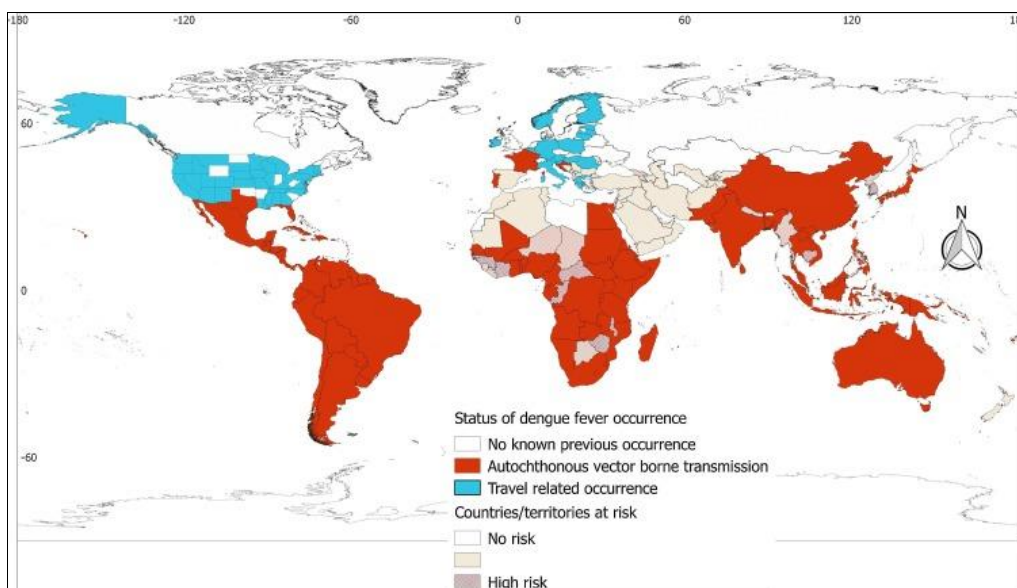 -180 -120 -60 0 60 120 18
60
N
0
-60
Status of dengue fever occurrence
No known previous occurrence
Autochthonous vector borne transmission
Travel related occurrence
Countries/territories at risk
No risk
High risk